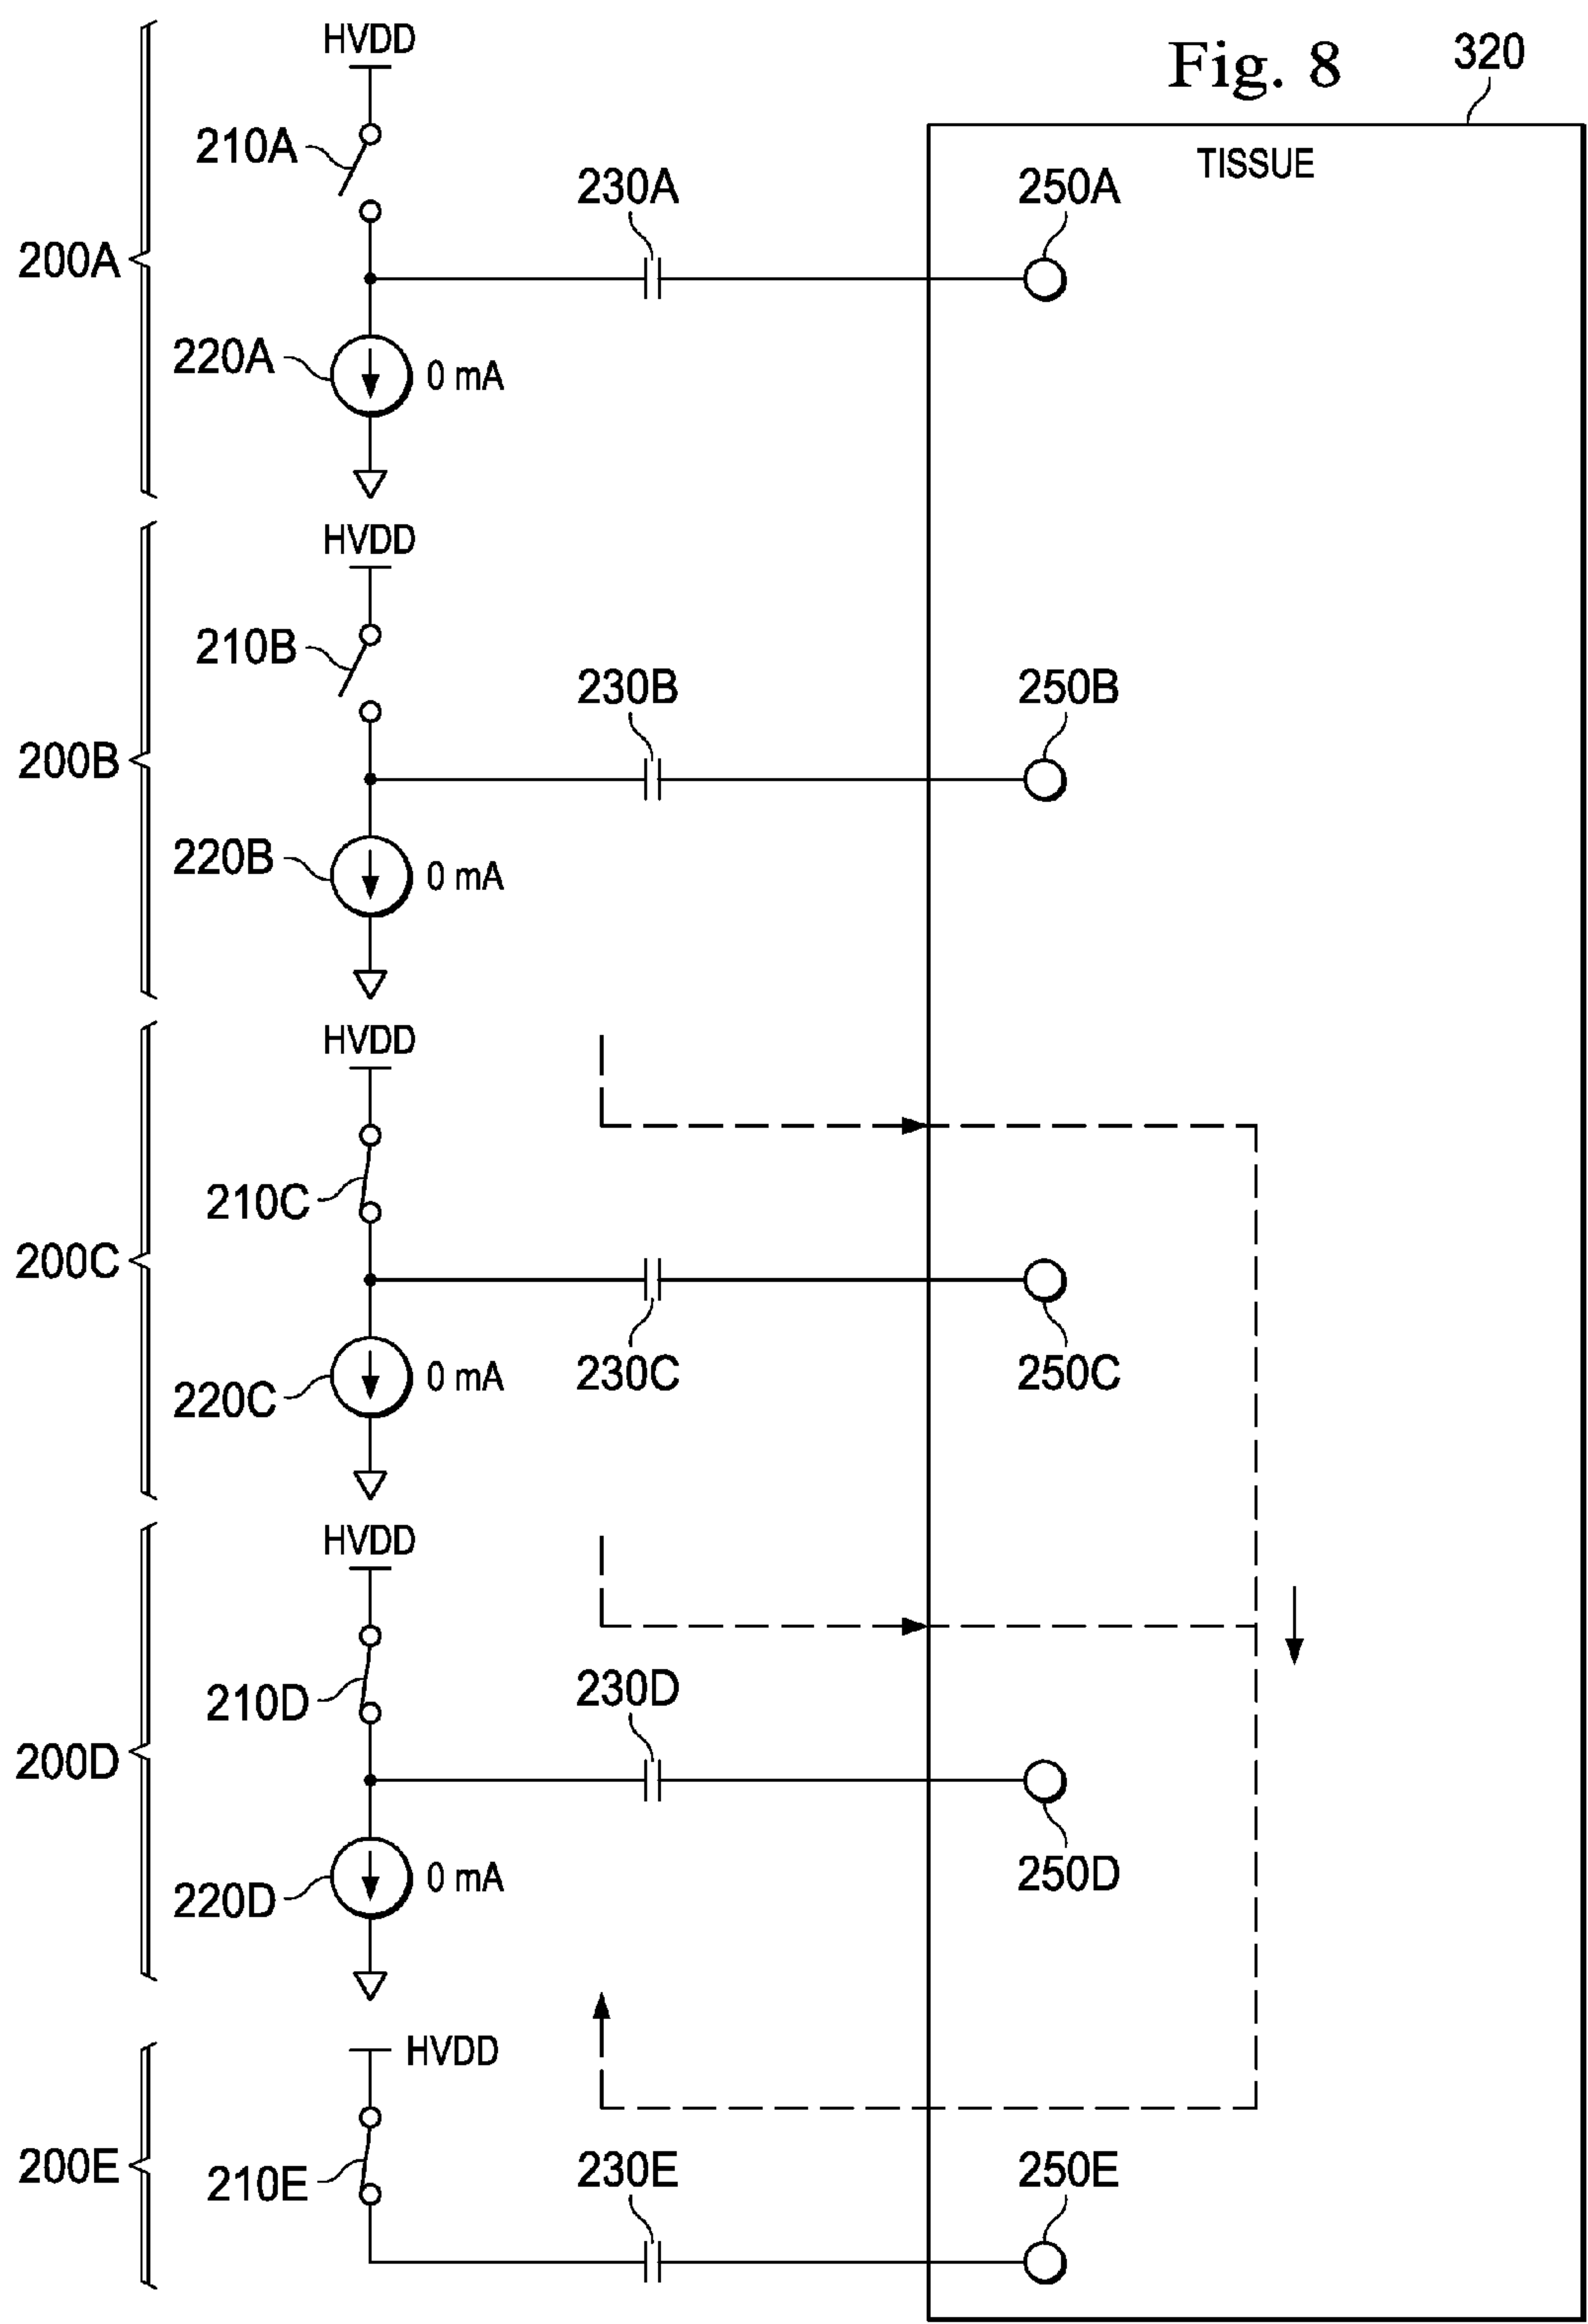 Fig. 8
320
TISSUE
HVDD
210A
230A
250A
200A
220A
0 mA
HVDD
210B
230B
250B
200B
220B
0 mA
HVDD
210C
200C
230C
250C
220C
0 mA
HVDD
210D
230D
200D
250D
220D
0 mA
HVDD
200E
210E
230E
250E